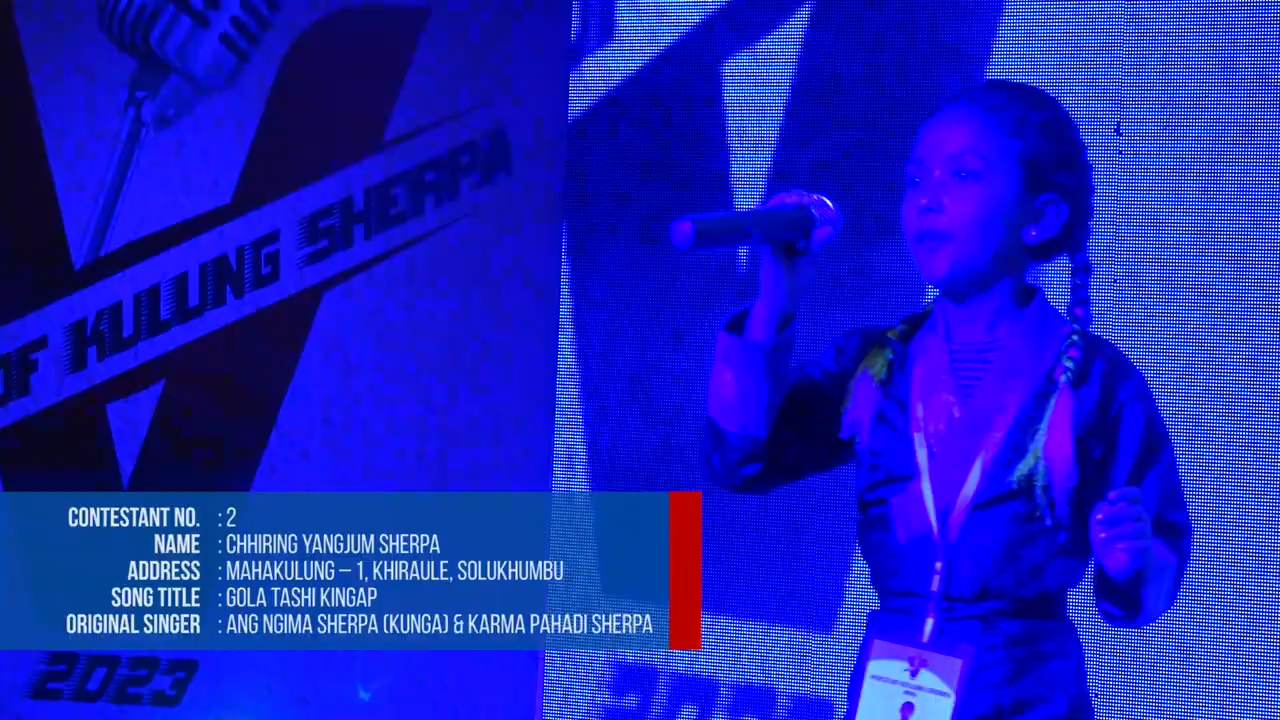 OF KULUNG SHE
CONTESTANT NO. : 2
NAME : CHHIRING YANGJUM SHERPA
ADDRESS : MAHAKULUNG – 1, KHIRAULE, SOLUKHUMBU
SONG TITLE : GOLA TASHI KINGAP
ORIGINAL SINGER : ANG NGIMA SHERPA (KUNGA) & KARMA PAHADI SHERPA
2023